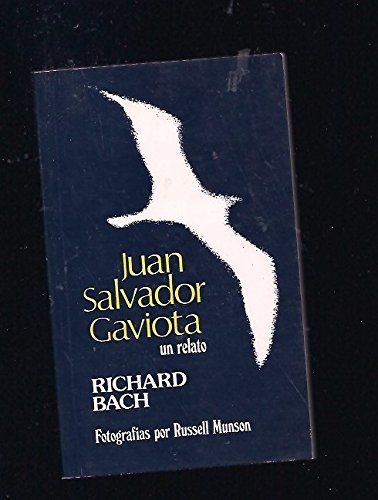 Juan
Salvador
Gaviota
un relato
RICHARD
BACH
Fotografías por Russell Munson